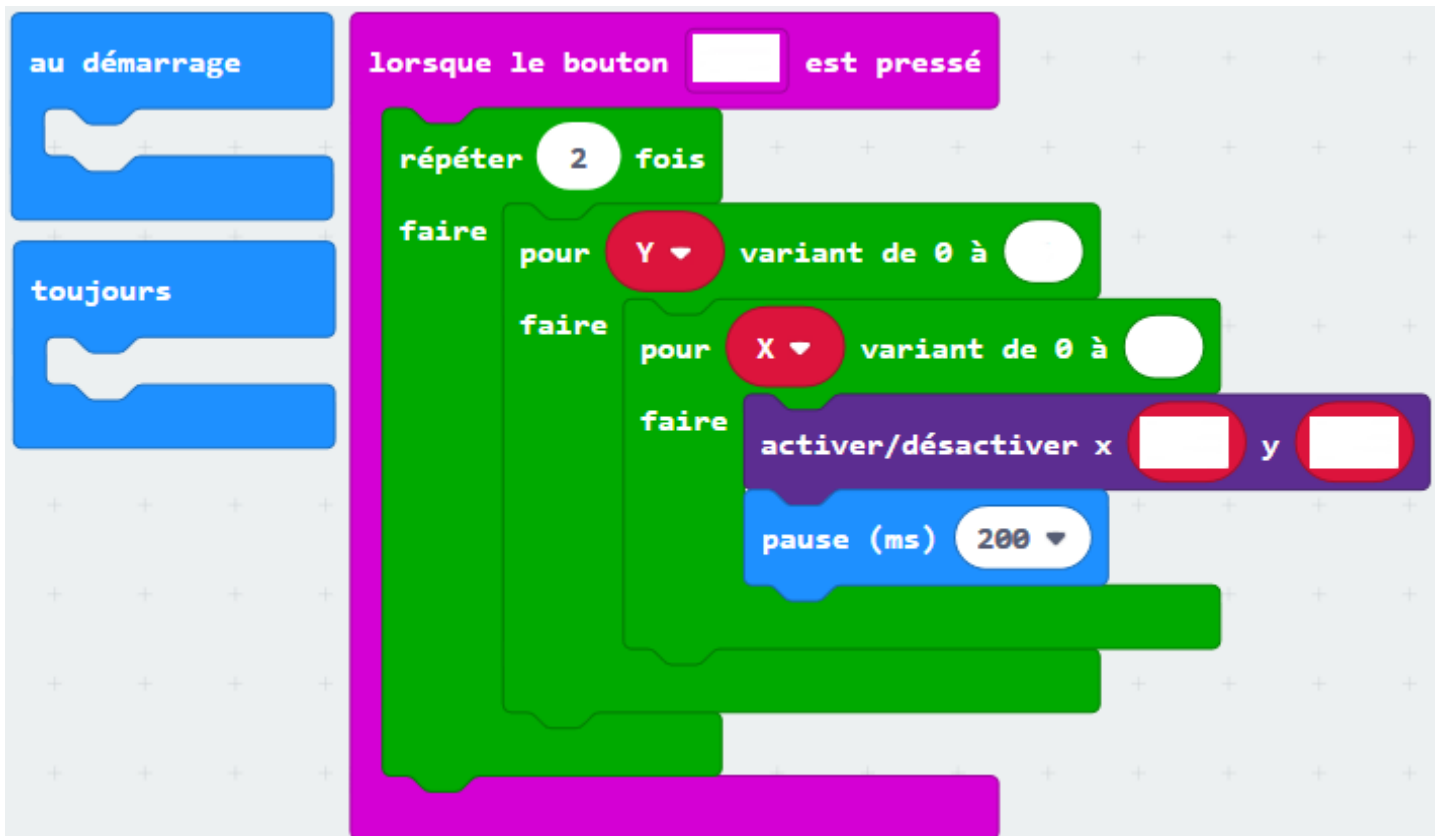 au démarrage
toujours
lorsque le bouton est pressé
répéter 2 fois
faire
pour Y variant de 0 à
faire
pour X variant de 0 à
faire
activer/désactiver x y
pause (ms) 200